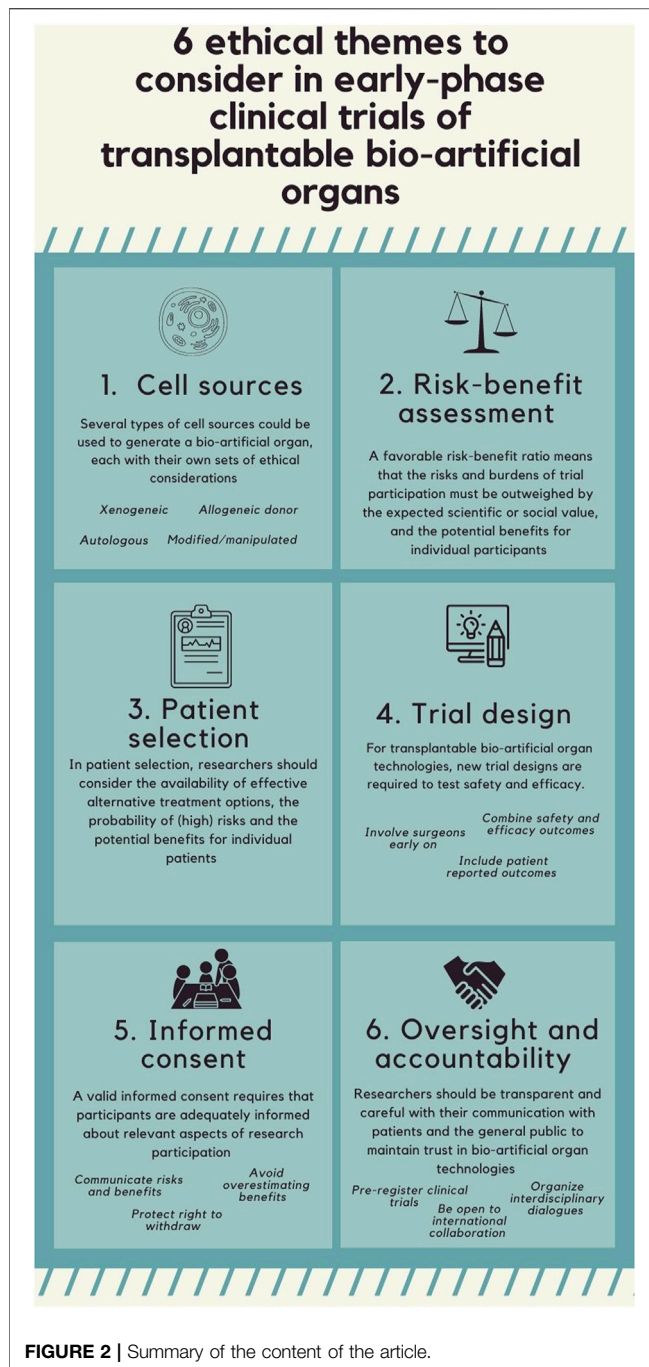 6 ethical themes to
consider in early-phase
clinical trials of
transplantable bio-artificial
organs
1. Cell sources
Several types of cell sources could be
used to generate a bio-artificial organ,
each with their own sets of ethical
considerations
Xenogeneic Allogeneic donor
Autologous Modified/manipulated
2. Risk-benefit
assessment
A favorable risk-benefit ratio means
that the risks and burdens of trial
participation must be outweighed by
the expected scientific or social value,
and the potential benefits for
individual participants
3. Patient
selection
In patient selection, researchers should
consider the availability of effective
alternative treatment options, the
probability of (high) risks and the
potential benefits for individual
patients
4. Trial design
For transplantable bio-artificial organ
technologies, new trial designs are
required to test safety and efficacy.
Involve surgeons
early on
Combine safety and
efficacy outcomes
Include patient
reported outcomes
5. Informed
consent
A valid informed consent requires that
participants are adequately informed
about relevant aspects of research
participation
Communicate risks
and benefits
Avoid
overestimating
benefits
Protect right to
withdraw
6. Oversight and
accountability
Researchers should be transparent and
careful with their communication with
patients and the general public to
maintain trust in bio-artificial organ
technologies
Pre-register clinical
trials
Be open to
international
collaboration
Organize
interdisciplinary
dialogues
FIGURE 2 | Summary of the content of the article.